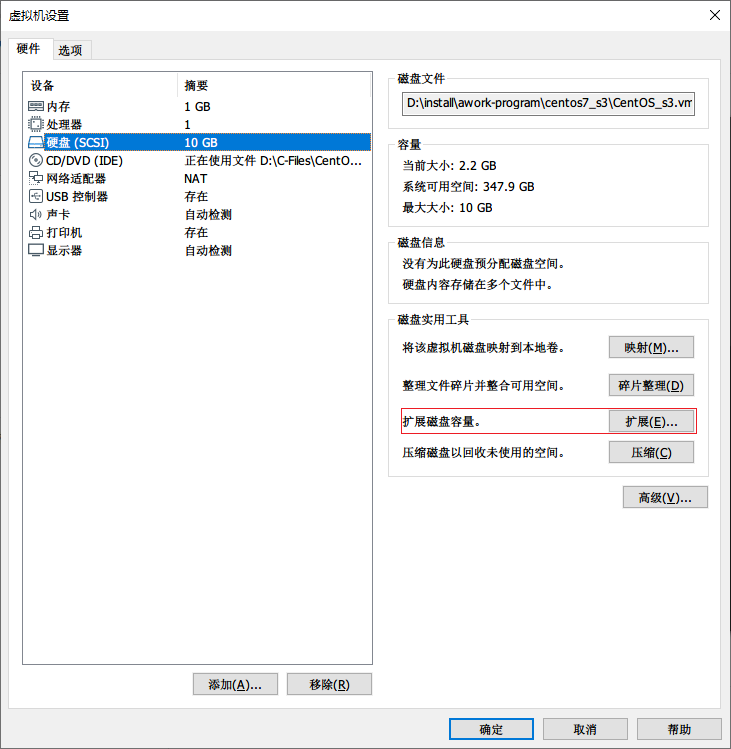 虚拟机设置
硬件 选项
设备 摘要
内存 1 GB
处理器 1
硬盘 (SCSI) 10 GB
CD/DVD (IDE) 正在使用文件 D:\C-Files\CentO...
网络适配器 NAT
USB 控制器 存在
声卡 自动检测
打印机 存在
显示器 自动检测
添加(A)... 移除(R)
磁盘文件
D:\install\awork-program\centos7_s3\CentOS_s3.vm
容量
当前大小: 2.2 GB
系统可用空间: 347.9 GB
最大大小: 10 GB
磁盘信息
没有为此硬盘预分配磁盘空间。
硬盘内容存储在多个文件中。
磁盘实用工具
将该虚拟机磁盘映射到本地卷。 映射(M)...
整理文件碎片并整合可用空间。 碎片整理(D)
扩展磁盘容量。 扩展(E)...
压缩磁盘以回收未使用的空间。 压缩(C)
高级(V)...
确定 取消 帮助